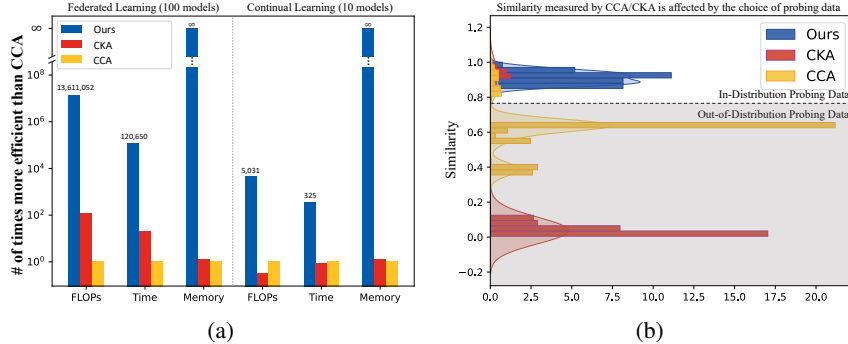 Federated Learning (100 models)
Continual Learning (10 models)
# of times more efficient than CCA
∞
10^8
10^6
10^4
10^2
10^0
Ours
CKA
CCA
13,611,052
120,650
∞
5,031
325
∞
FLOPs
Time
Memory
FLOPs
Time
Memory
(a)
Similarity measured by CCA/CKA is affected by the choice of probing data
Similarity
1.2
1.0
0.8
0.6
0.4
0.2
0.0
−0.2
Ours
CKA
CCA
In-Distribution Probing Data
Out-of-Distribution Probing Data
0.0
2.5
5.0
7.5
10.0
12.5
15.0
17.5
20.0
(b)